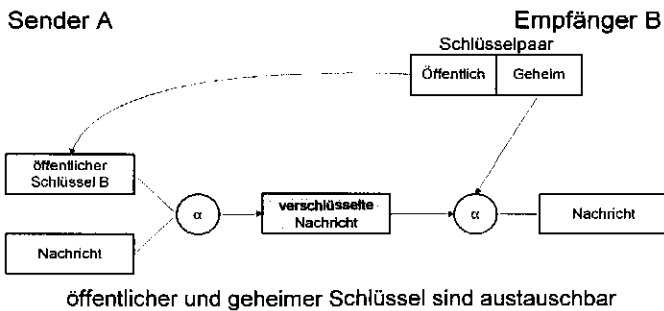 Sender A
Empfänger B
Schlüsselpaar
Öffentlich Geheim
öffentlicher
Schlüssel B
Nachricht
α
verschlüsselte
Nachricht
α
Nachricht
öffentlicher und geheimer Schlüssel sind austauschbar